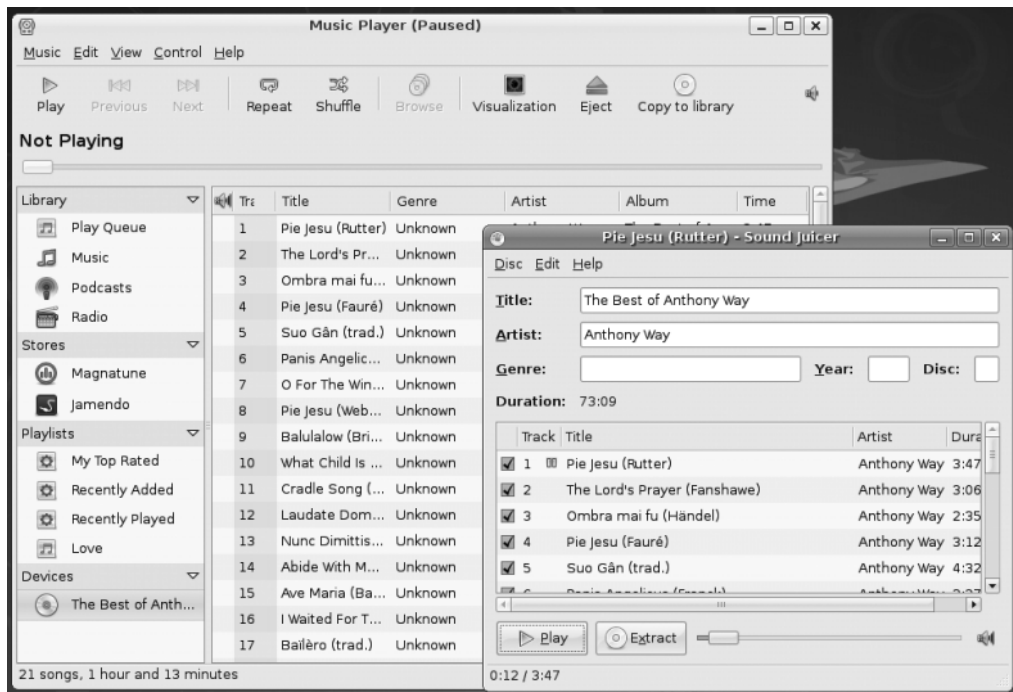 Music Player (Paused)
Music Edit View Control Help
Play Previous Next Repeat Shuffle Browse Visualization Eject Copy to library
Not Playing
Library
Play Queue
Music
Podcasts
Radio
Stores
Magnatune
Jamendo
Playlists
My Top Rated
Recently Added
Recently Played
Love
Devices
The Best of Anth...
Title Genre Artist Album Time
1 Pie Jesu (Rutter) Unknown
2 The Lord's Pr... Unknown
3 Ombra mai fu... Unknown
4 Pie Jesu (Fauré) Unknown
5 Suo Gân (trad.) Unknown
6 Panis Angelic... Unknown
7 O For The Win... Unknown
8 Pie Jesu (Web... Unknown
9 Balulalow (Bri... Unknown
10 What Child Is ... Unknown
11 Cradle Song (... Unknown
12 Laudate Dom... Unknown
13 Nunc Dimittis... Unknown
14 Abide With M... Unknown
15 Ave Maria (Ba... Unknown
16 I Waited For T... Unknown
17 Baïlèro (trad.) Unknown
21 songs, 1 hour and 13 minutes
Pie Jesu (Rutter) - Sound Juicer
Disc Edit Help
Title: The Best of Anthony Way
Artist: Anthony Way
Genre: Year: Disc:
Duration: 73:09
Track Title Artist Dura
1 Pie Jesu (Rutter) Anthony Way 3:47
2 The Lord's Prayer (Fanshawe) Anthony Way 3:06
3 Ombra mai fu (Händel) Anthony Way 2:35
4 Pie Jesu (Fauré) Anthony Way 3:12
5 Suo Gân (trad.) Anthony Way 4:32
Play Extract
0:12 / 3:47